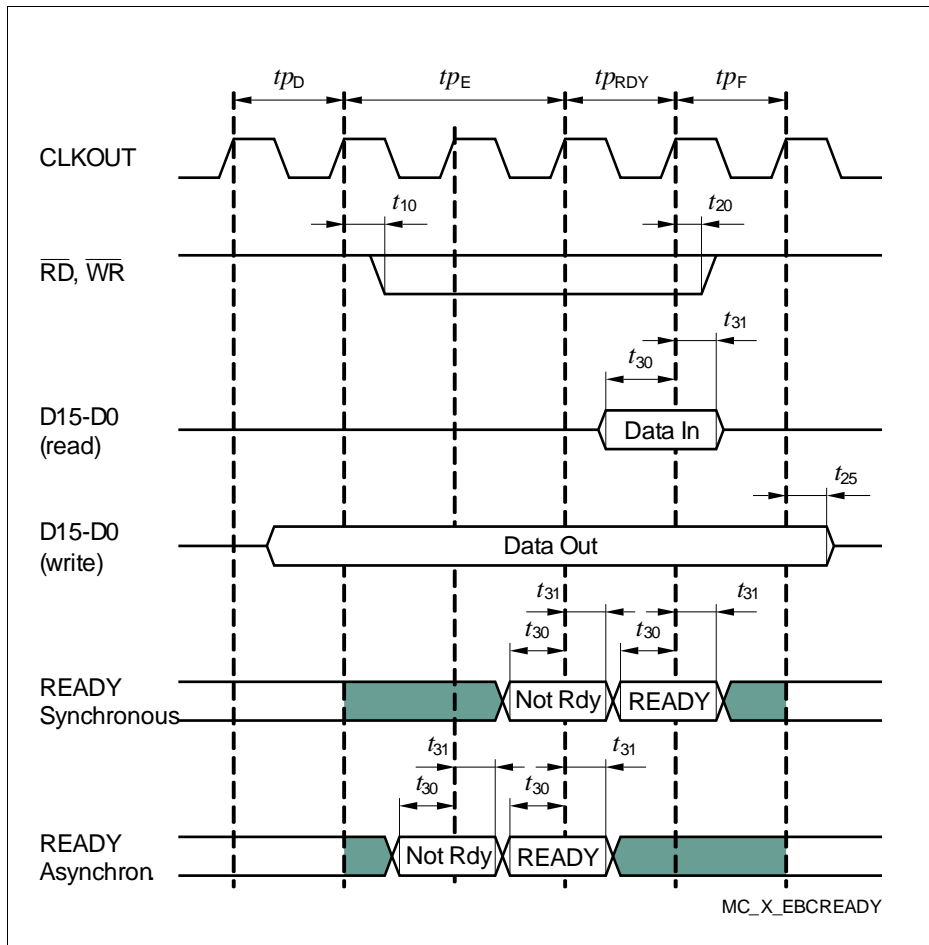 tpD tpE tpRDY tpF
CLKOUT
t10 t20
RD, WR
t31
t30
D15-D0
(read)
Data In
t25
D15-D0
(write)
Data Out
t31 t31
t30 t30
READY
Synchronous
Not Rdy READY
t31 t31
t30 t30
READY
Asynchron.
Not Rdy READY
MC_X_EBCREADY